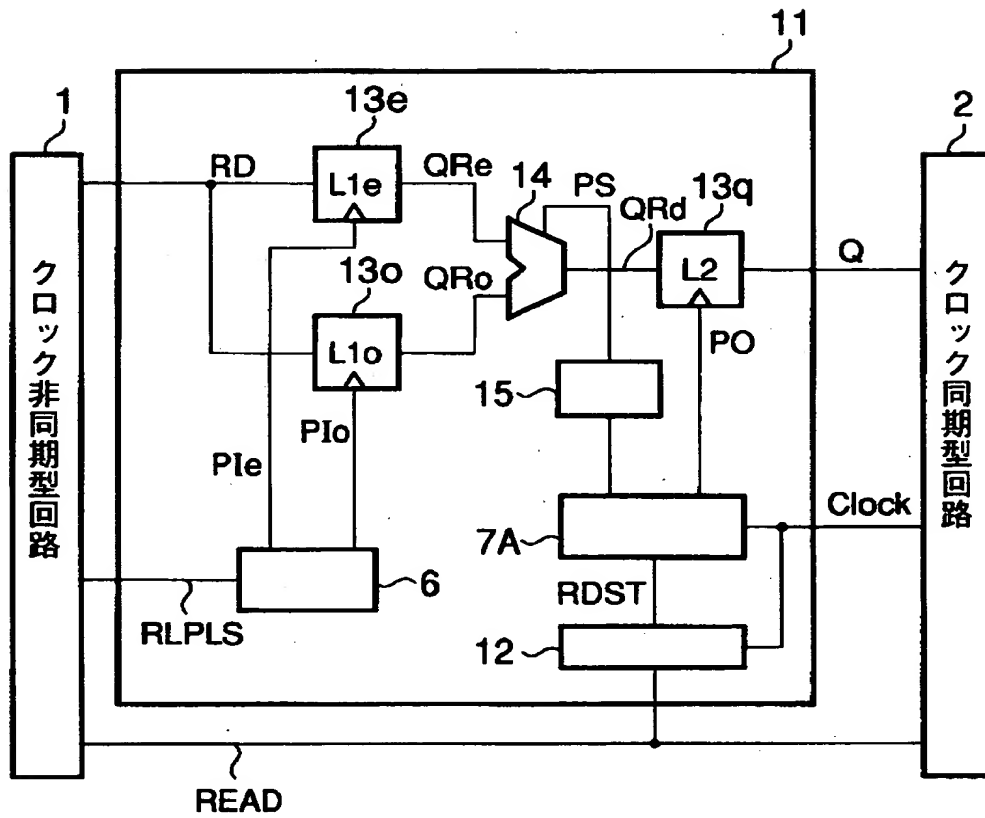 11
1
13e
2
RD
L1e
QRe
14
PS
13q
QRd
L2
Q
13o
QRo
L1o
PO
15
PIo
PIe
Clock
7A
6
RDST
RLPLS
12
READ
クロック非同期型回路
クロック同期型回路